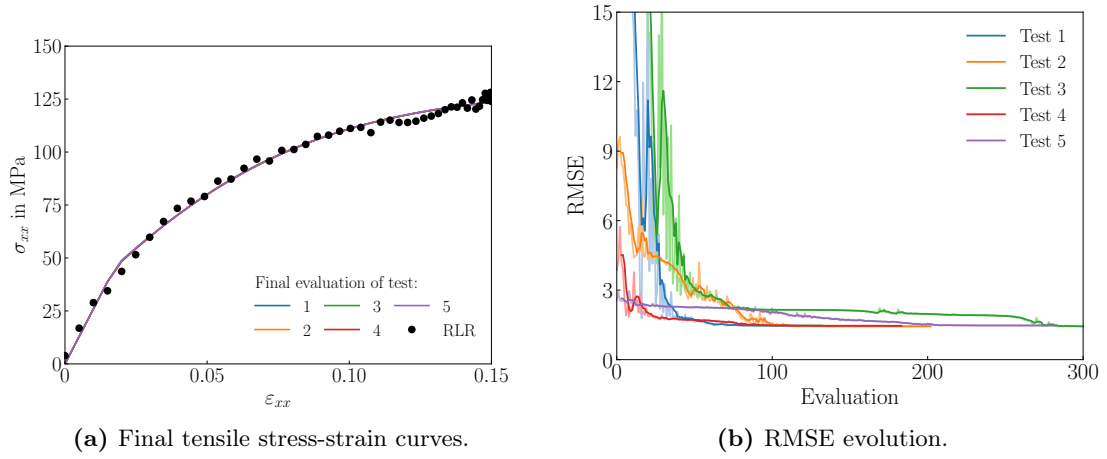 150
125
100
75
50
25
0
σxx in MPa
0
0.05
0.10
0.15
εxx
Final evaluation of test:
1 3 5
2 4 RLR
(a) Final tensile stress-strain curves.
15
12
9
6
3
0
RMSE
0
100
200
300
Evaluation
Test 1
Test 2
Test 3
Test 4
Test 5
(b) RMSE evolution.